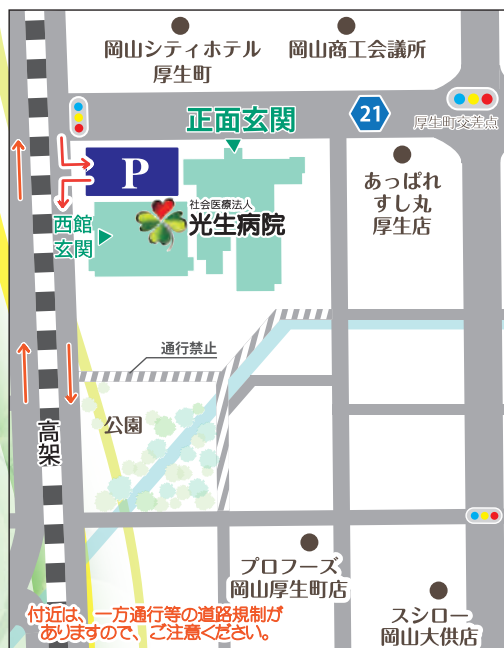 岡山シティホテル
厚生町
岡山商工会議所
正面玄関
21
厚生町交差点
P
あっぱれ
すし丸
厚生店
社会医療法人
光生病院
西館
玄関
通行禁止
公園
高架
プロフーズ
岡山厚生町店
スシロー
岡山大供店
付近は、一方通行等の道路規制が
ありますので、ご注意ください。